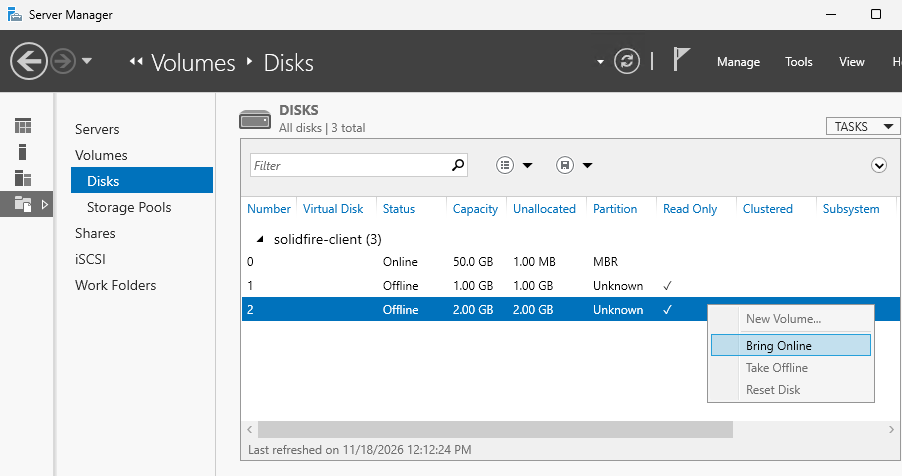 Server Manager
Volumes Disks
Manage Tools View H
Servers
Volumes
Disks
Storage Pools
Shares
iSCSI
Work Folders
DISKS
All disks | 3 total
TASKS
Filter
Number Virtual Disk Status Capacity Unallocated Partition Read Only Clustered Subsystem
solidfire-client (3)
0 Online 50.0 GB 1.00 MB MBR
1 Offline 1.00 GB 1.00 GB Unknown ✓
2 Offline 2.00 GB 2.00 GB Unknown ✓
New Volume...
Bring Online
Take Offline
Reset Disk
Last refreshed on 11/18/2026 12:12:24 PM